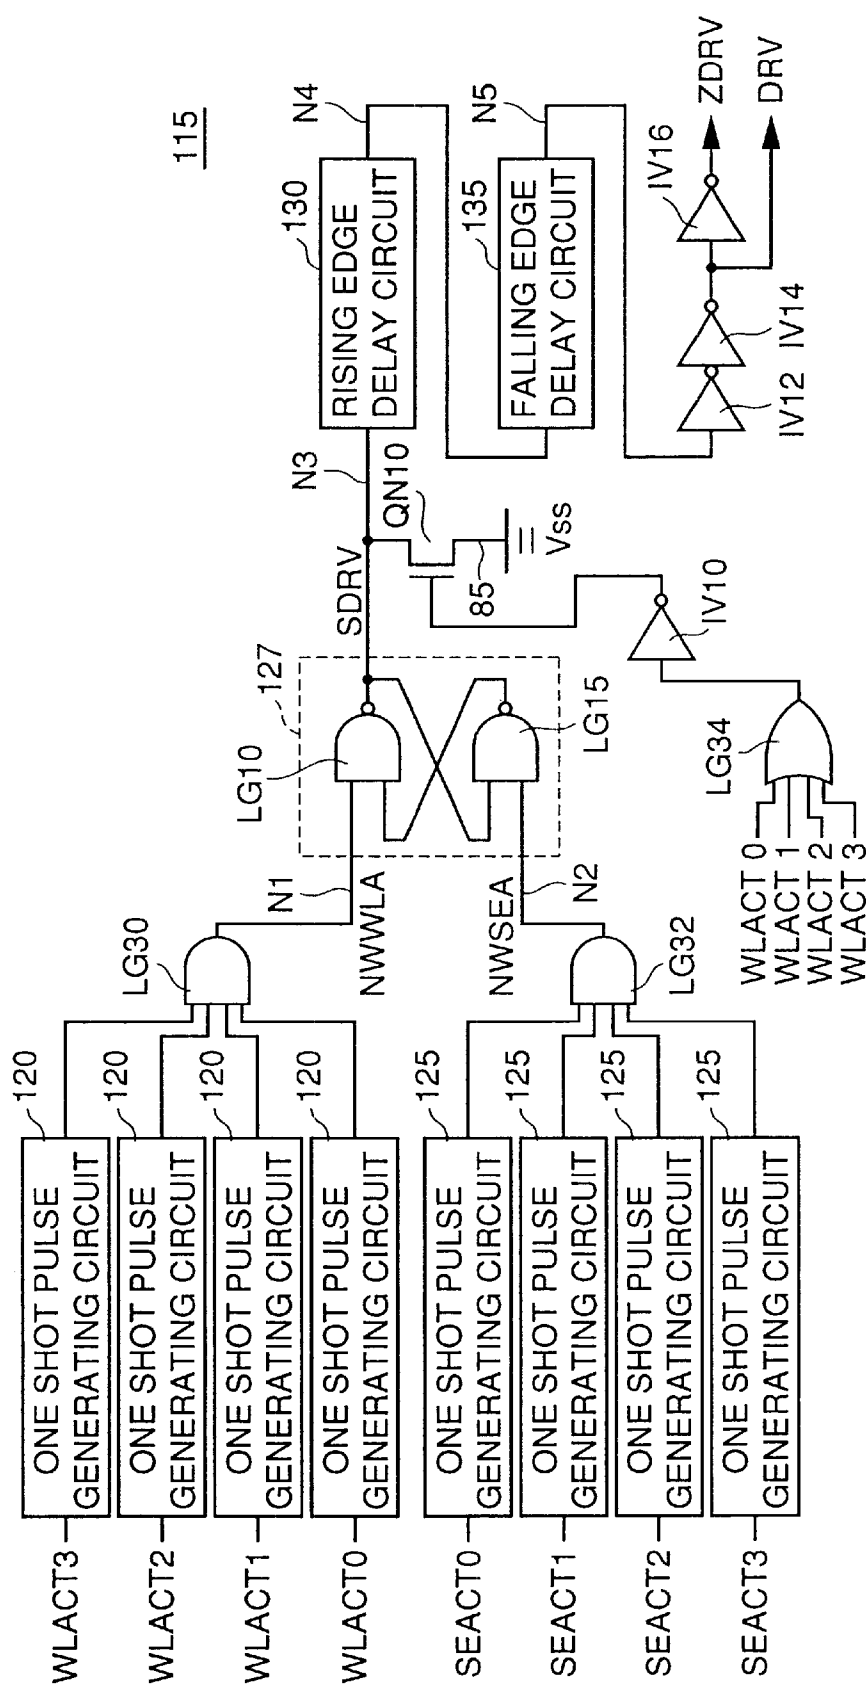 115
WLACT3
ONE SHOT PULSE
GENERATING CIRCUIT
120
WLACT2
ONE SHOT PULSE
GENERATING CIRCUIT
120
WLACT1
ONE SHOT PULSE
GENERATING CIRCUIT
120
WLACT0
ONE SHOT PULSE
GENERATING CIRCUIT
120
SEACT0
ONE SHOT PULSE
GENERATING CIRCUIT
125
SEACT1
ONE SHOT PULSE
GENERATING CIRCUIT
125
SEACT2
ONE SHOT PULSE
GENERATING CIRCUIT
125
SEACT3
ONE SHOT PULSE
GENERATING CIRCUIT
125
LG30
N1
NWWLA
NWSEA
N2
LG32
127
LG10
LG15
SDRV
N3
QN10
85
Vss
WLACT 0
WLACT 1
WLACT 2
WLACT 3
LG34
IV10
130
RISING EDGE
DELAY CIRCUIT
N4
135
FALLING EDGE
DELAY CIRCUIT
N5
IV12
IV14
IV16
ZDRV
DRV